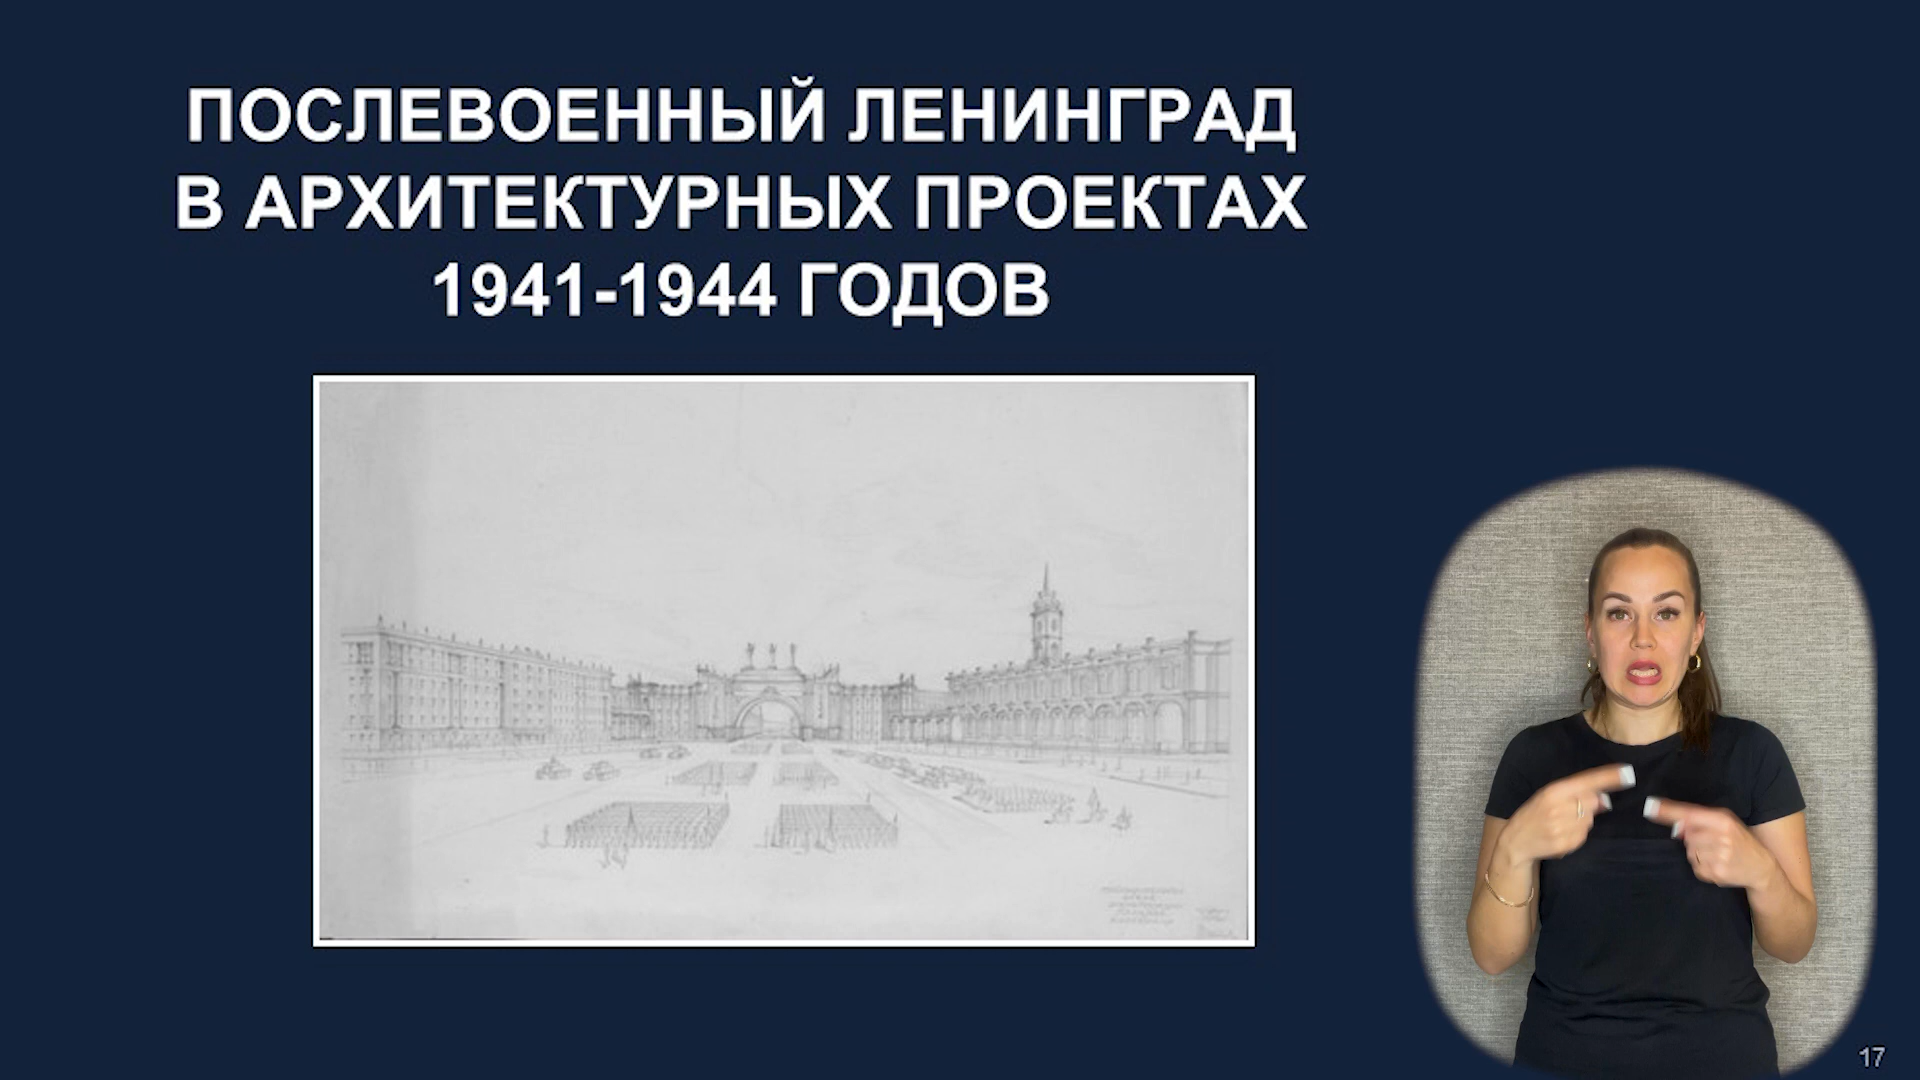 ПОСЛЕВОЕННЫЙ ЛЕНИНГРАД
В АРХИТЕКТУРНЫХ ПРОЕКТАХ
1941-1944 ГОДОВ
17